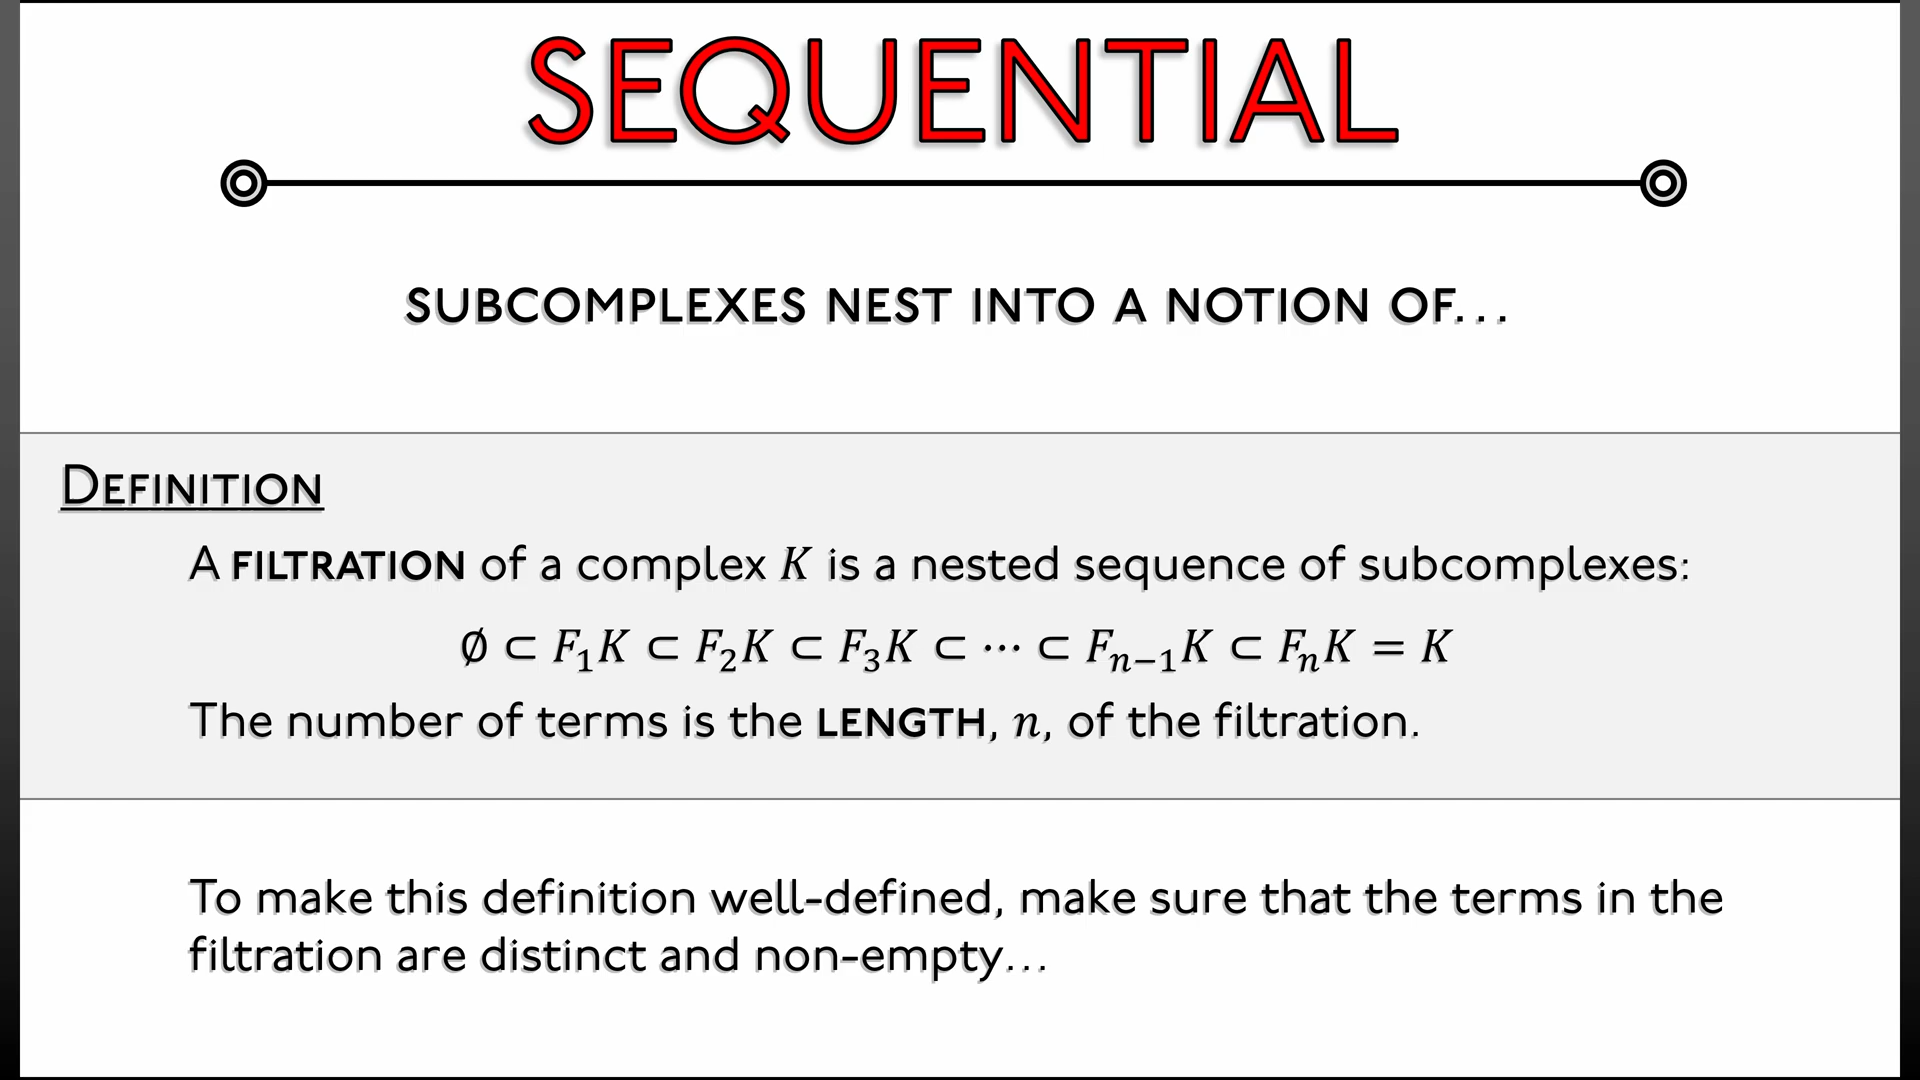 SEQUENTIAL
SUBCOMPLEXES NEST INTO A NOTION OF...
DEFINITION
A FILTRATION of a complex K is a nested sequence of subcomplexes:
∅ ⊂ F₁K ⊂ F₂K ⊂ F₃K ⊂ ⋯ ⊂ Fₙ₋₁K ⊂ FₙK = K
The number of terms is the LENGTH, n, of the filtration.
To make this definition well-defined, make sure that the terms in the
filtration are distinct and non-empty...